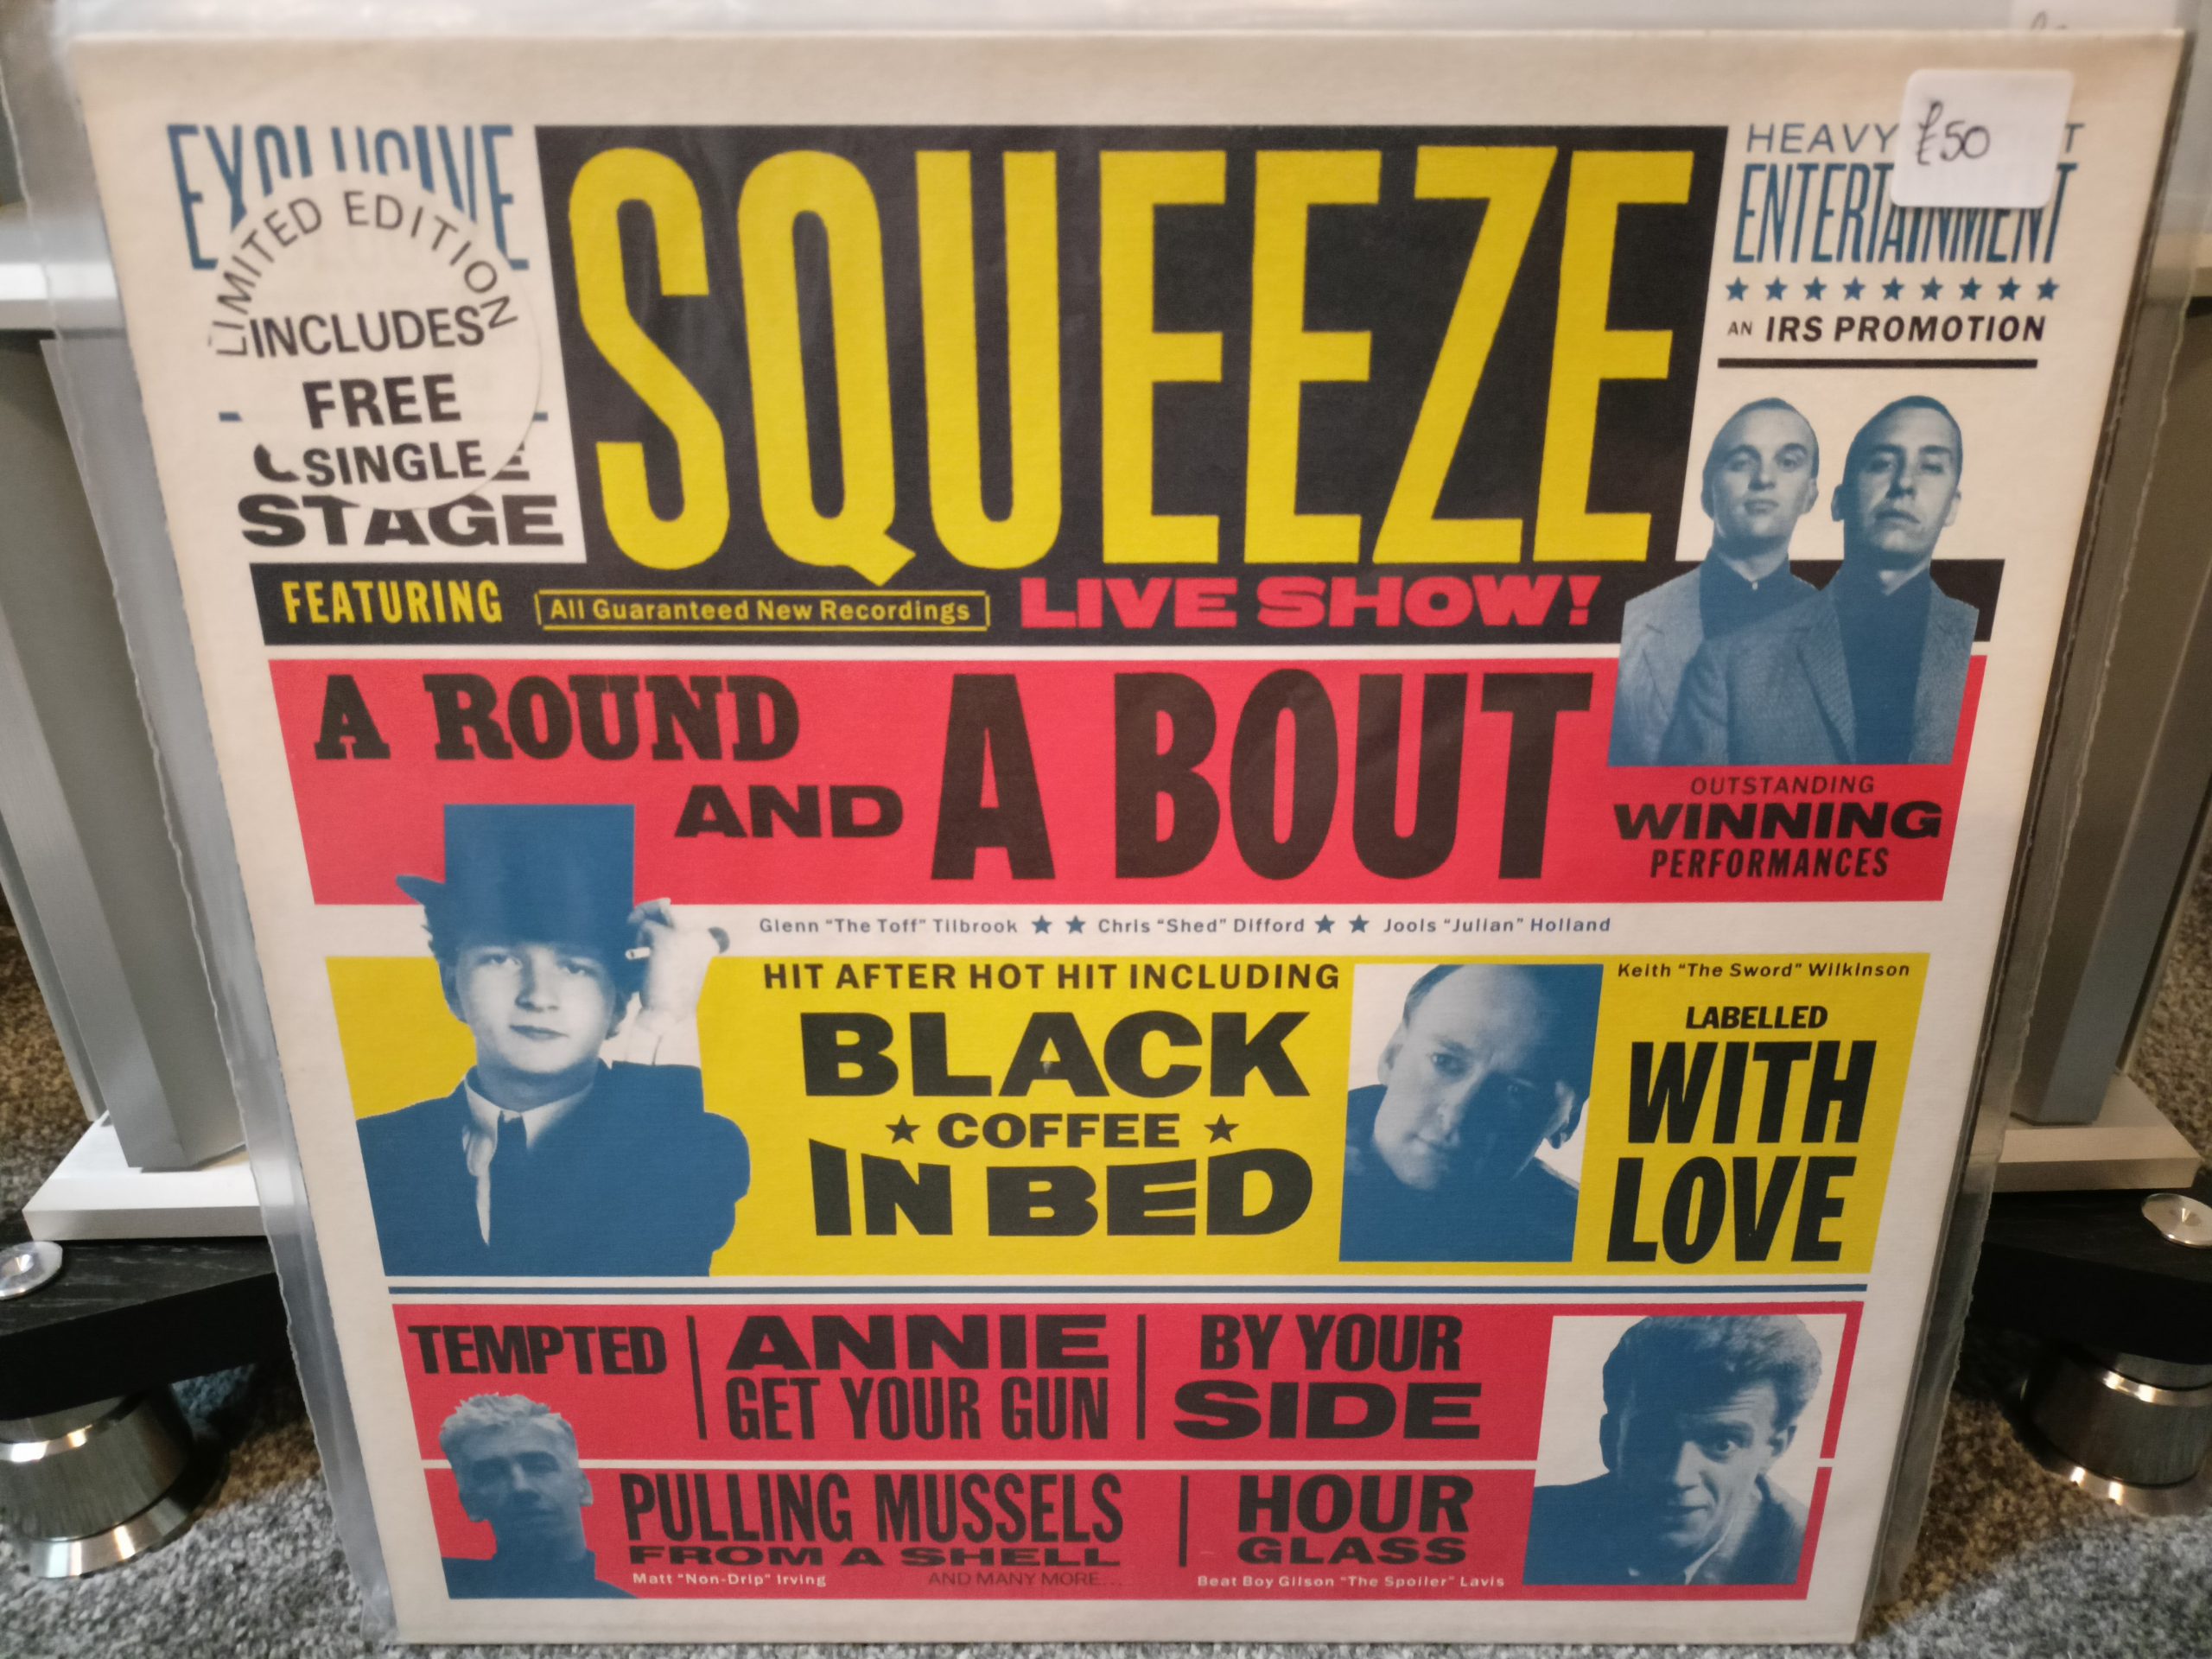 EXCLUSIVE
LIMITED EDITION
INCLUDES
FREE
SINGLE
STAGE
SQUEEZE
HEAVY
ENTERTAINMENT
AN IRS PROMOTION
£50
FEATURING
All Guaranteed New Recordings
LIVE SHOW!
A ROUND
AND
A BOUT
OUTSTANDING
WINNING
PERFORMANCES
Glenn "The Toff" Tilbrook ★ ★ Chris "Shed" Difford ★ ★ Jools "Julian" Holland
HIT AFTER HOT HIT INCLUDING
BLACK
★ COFFEE ★
IN BED
Keith "The Sword" Wilkinson
LABELLED
WITH
LOVE
TEMPTED
ANNIE
GET YOUR GUN
BY YOUR
SIDE
PULLING MUSSELS
FROM A SHELL
Matt "Non-Drip" Irving
AND MANY MORE...
HOUR
GLASS
Beat Boy Gilson "The Spoiler" Lavis